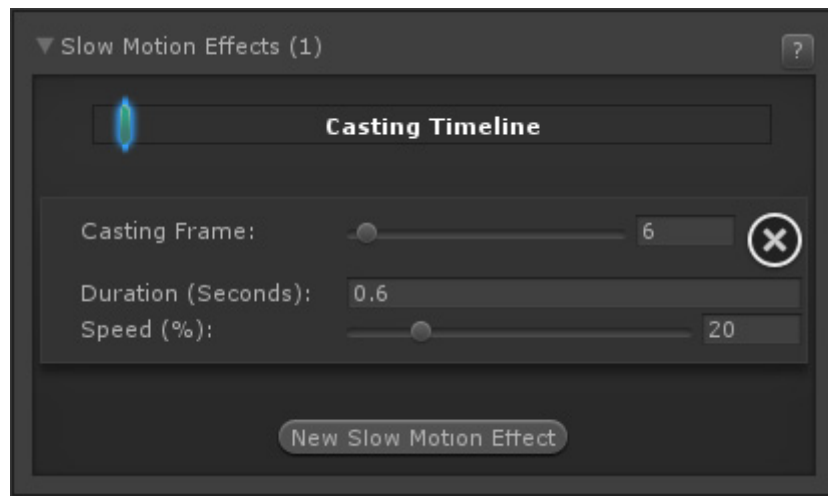 Slow Motion Effects (1)
?
Casting Timeline
Casting Frame: 6
Duration (Seconds): 0.6
Speed (%): 20
New Slow Motion Effect